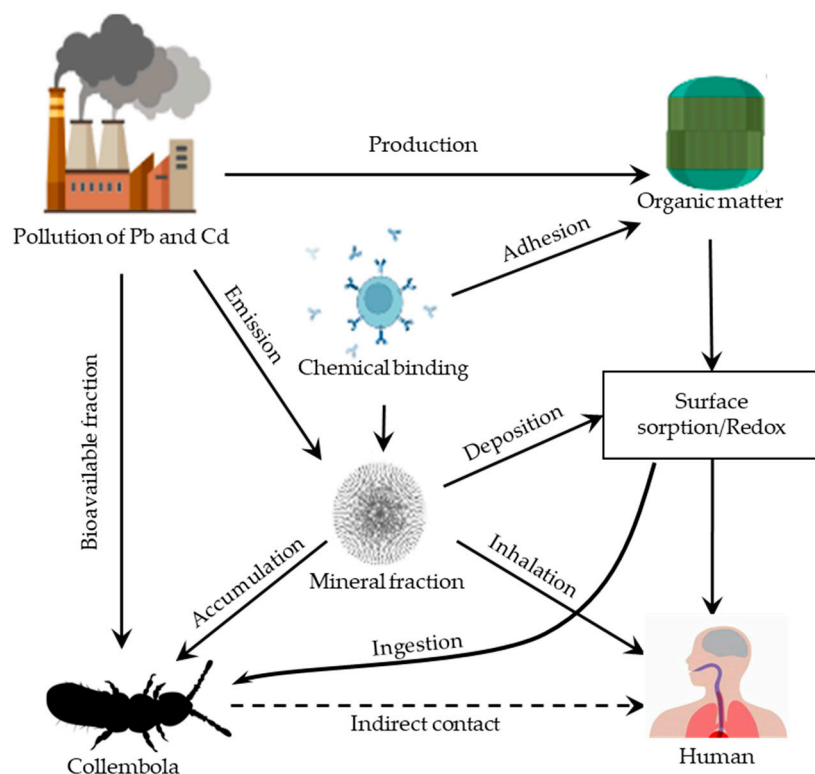 Production
Organic matter
Pollution of Pb and Cd
Adhesion
Emission
Chemical binding
Bioavailable fraction
Surface
sorption/Redox
Deposition
Mineral fraction
Accumulation
Inhalation
Ingestion
Indirect contact
Collembola
Human